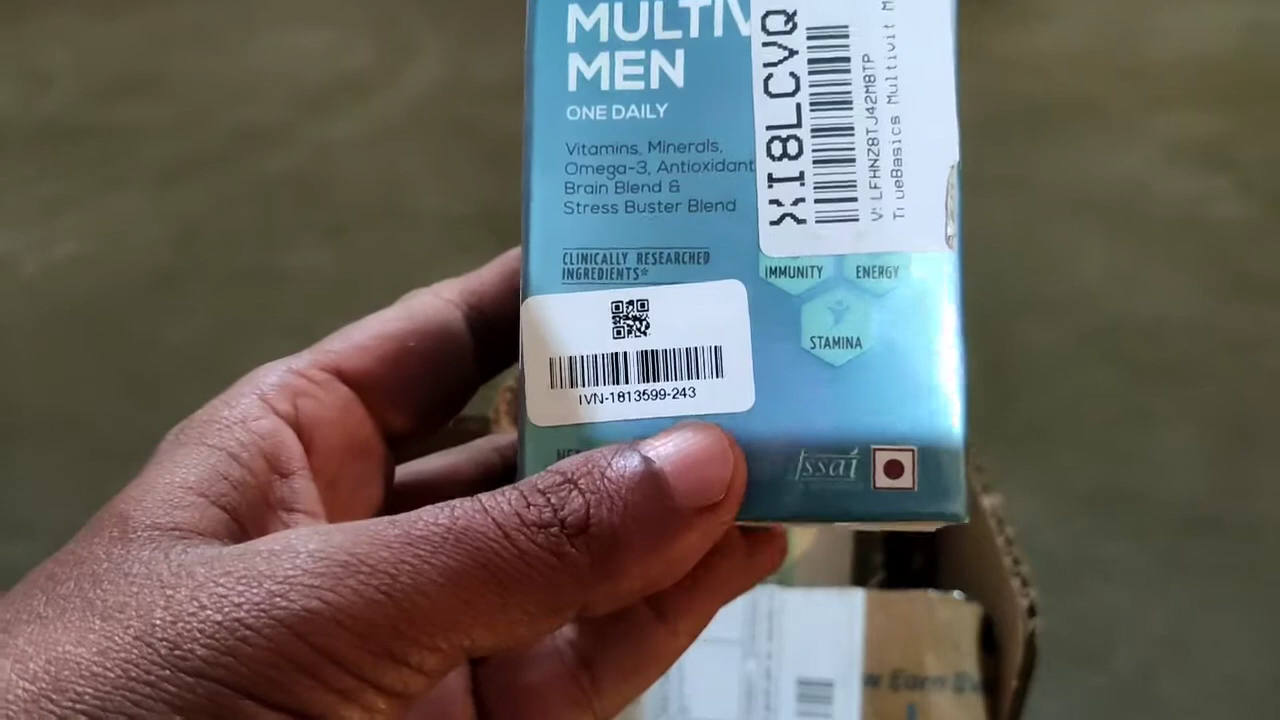 MULTIV
MEN
ONE DAILY
Vitamins, Minerals,
Omega-3, Antioxidant
Brain Blend &
Stress Buster Blend
CLINICALLY RESEARCHED
INGREDIENTS*
XI8LCVQ
V: LFHNZ8TJ42M8TP
TrueBasics Multivit M
IMMUNITY
ENERGY
STAMINA
IVN-1813599-243
fssai